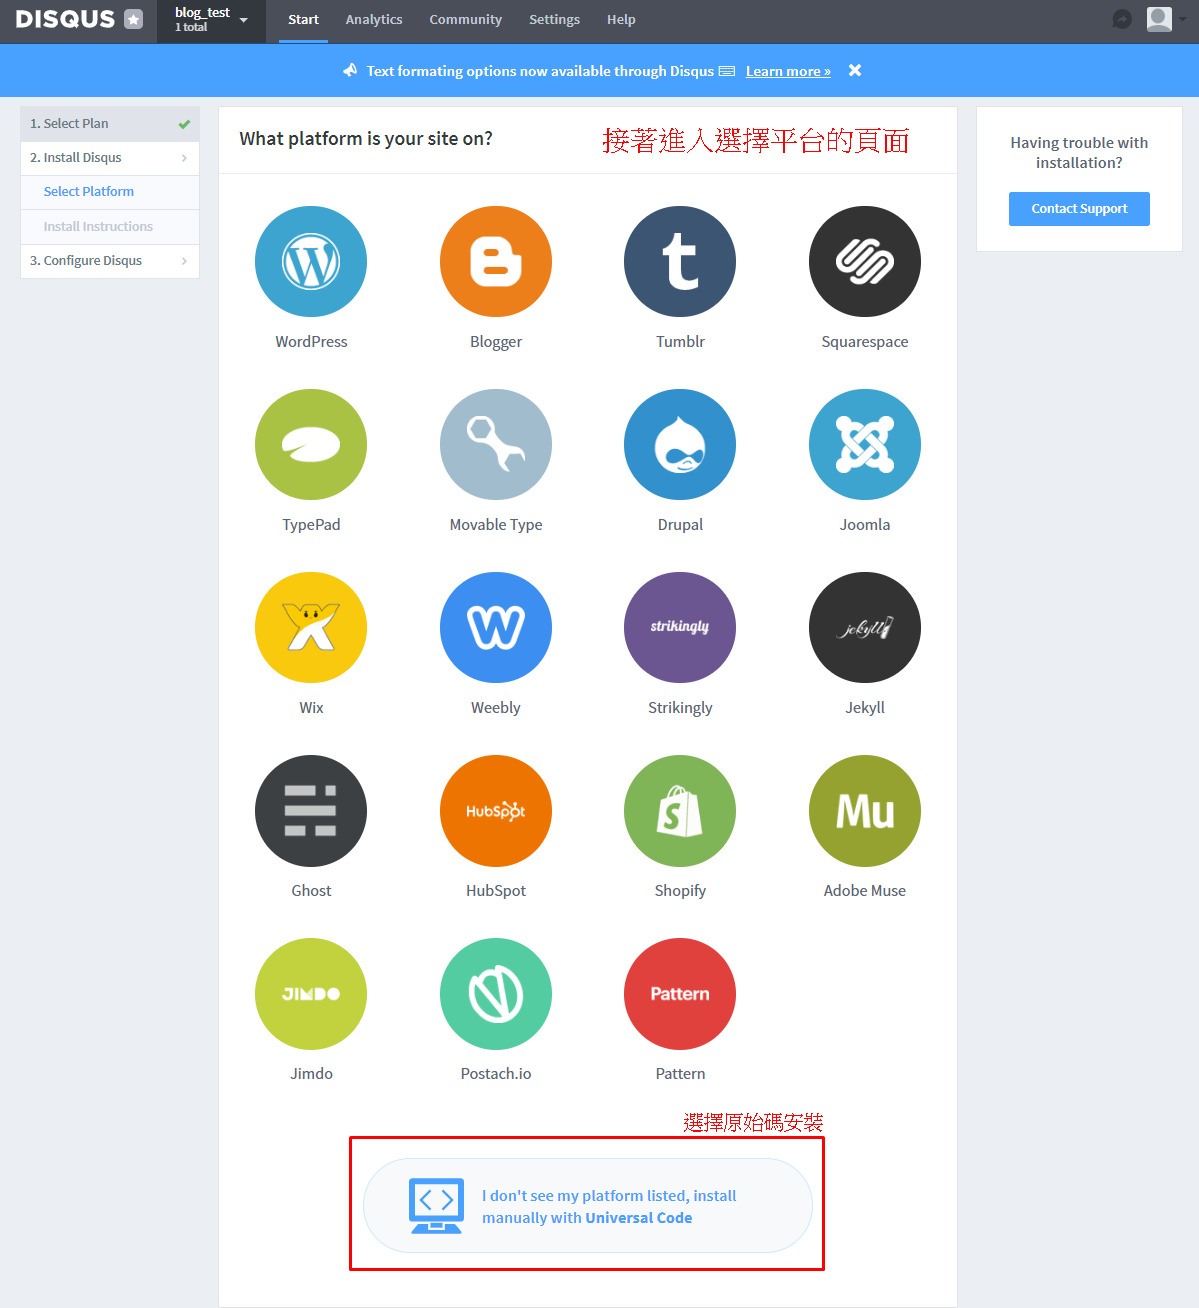 DISQUS
blog_test
1 total
Start
Analytics
Community
Settings
Help
Text formating options now available through Disqus
Learn more »
1. Select Plan
2. Install Disqus
Select Platform
Install Instructions
3. Configure Disqus
What platform is your site on?
接著進入選擇平台的頁面
Having trouble with
installation?
Contact Support
WordPress
Blogger
Tumblr
Squarespace
TypePad
Movable Type
Drupal
Joomla
strikingly
jekyll
Wix
Weebly
Strikingly
Jekyll
HubSpot
Mu
Ghost
HubSpot
Shopify
Adobe Muse
JIMDO
Pattern
Jimdo
Postach.io
Pattern
選擇原始碼安裝
I don't see my platform listed, install
manually with Universal Code